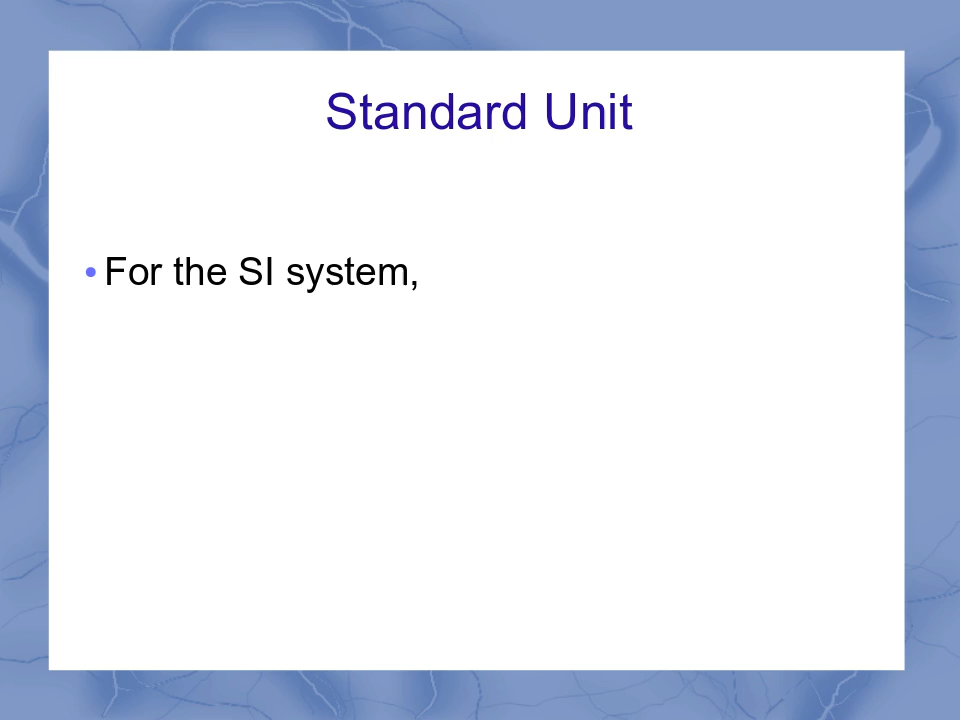 Standard Unit
• For the SI system,